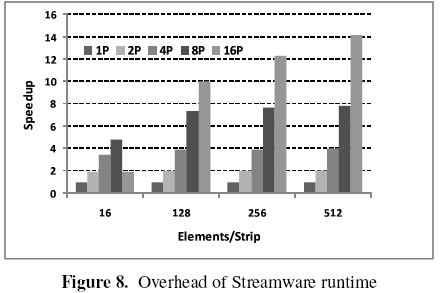 16
14
12
10
8
6
4
2
0
Speedup
1P 2P 4P 8P 16P
16 128 256 512
Elements/Strip
Figure 8. Overhead of Streamware runtime